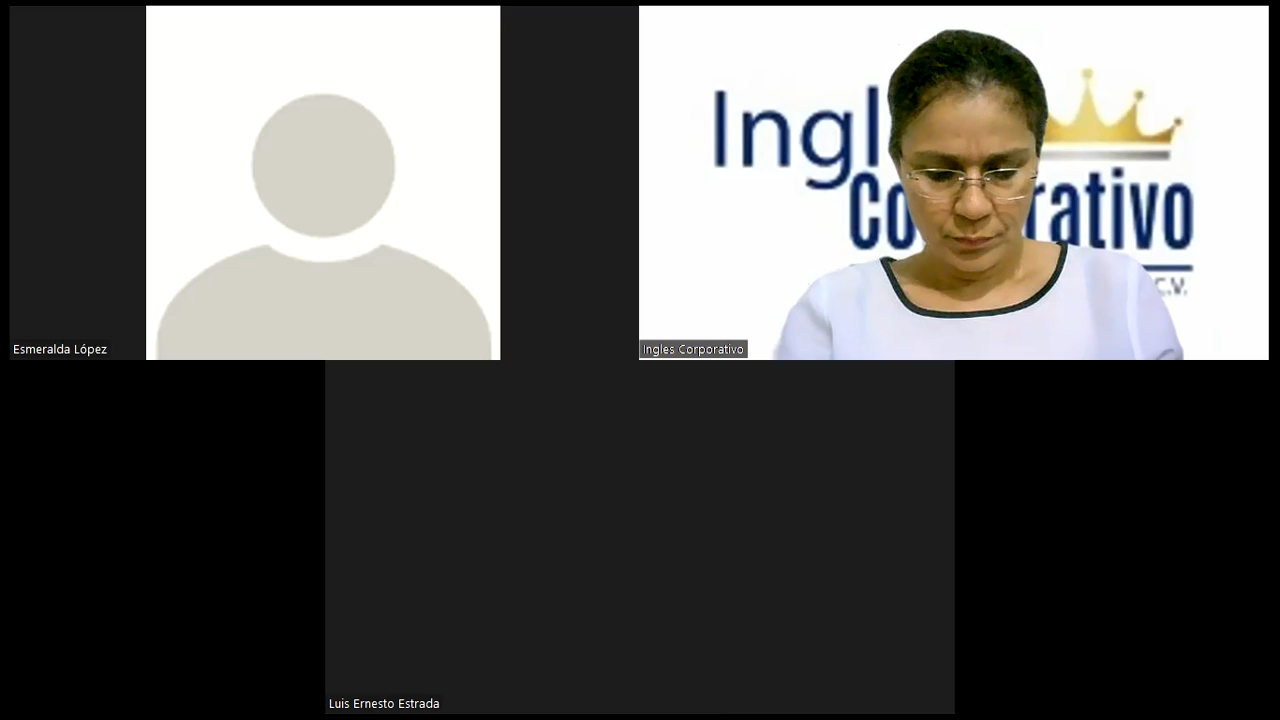 Ingl
Co rativo
C.V.
Esmeralda López
Ingles Corporativo
Luis Ernesto Estrada